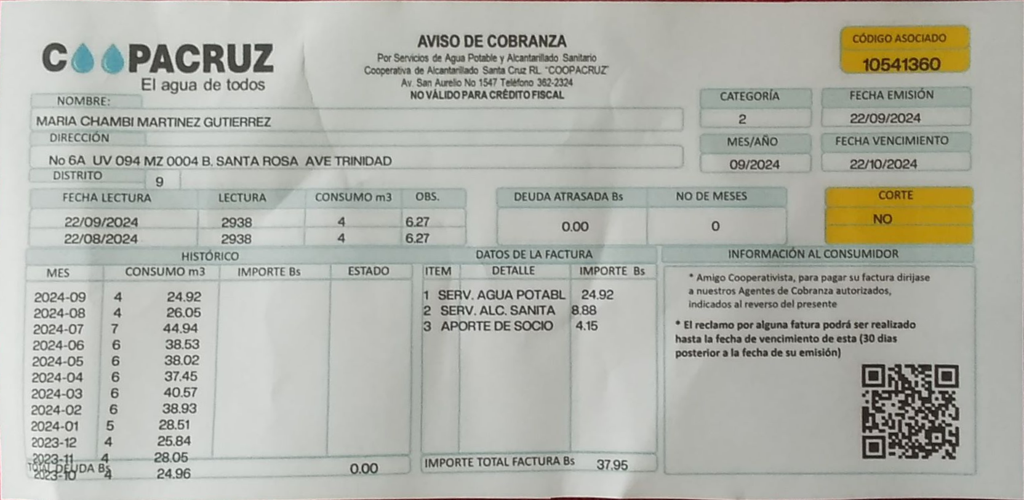 COOPACRUZ
El agua de todos
AVISO DE COBRANZA
Por Servicios de Agua Potable y Alcantarillado Sanitario
Cooperativa de Alcantarillado Santa Cruz RL. "COOPACRUZ"
Av. San Aurelio No 1547 Teléfono 362-2324
NO VÁLIDO PARA CRÉDITO FISCAL
CÓDIGO ASOCIADO
10541360
NOMBRE:
MARIA CHAMBI MARTINEZ GUTIERREZ
CATEGORÍA
2
FECHA EMISIÓN
22/09/2024
DIRECCIÓN
No 6A UV 094 MZ 0004 B. SANTA ROSA AVE TRINIDAD
MES/AÑO
09/2024
FECHA VENCIMIENTO
22/10/2024
DISTRITO 9
FECHA LECTURA LECTURA CONSUMO m3 OBS.
22/09/2024 2938 4 6.27
22/08/2024 2938 4 6.27
DEUDA ATRASADA Bs NO DE MESES
0.00 0
CORTE
NO
HISTÓRICO
MES CONSUMO m3 IMPORTE Bs ESTADO
2024-09 4 24.92
2024-08 4 26.05
2024-07 7 44.94
2024-06 6 38.53
2024-05 6 38.02
2024-04 6 37.45
2024-03 6 40.57
2024-02 6 38.93
2024-01 5 28.51
2023-12 4 25.84
2023-11 4 28.05
2023-10 4 24.96
TOTAL DEUDA Bs 0.00
DATOS DE LA FACTURA
ITEM DETALLE IMPORTE Bs
1 SERV. AGUA POTABL 24.92
2 SERV. ALC. SANITA 8.88
3 APORTE DE SOCIO 4.15
IMPORTE TOTAL FACTURA Bs 37.95
INFORMACIÓN AL CONSUMIDOR
* Amigo Cooperativista, para pagar su factura dirijase
a nuestros Agentes de Cobranza autorizados,
indicados al reverso del presente
* El reclamo por alguna fatura podrá ser realizado
hasta la fecha de vencimiento de esta (30 dias
posterior a la fecha de su emisión)